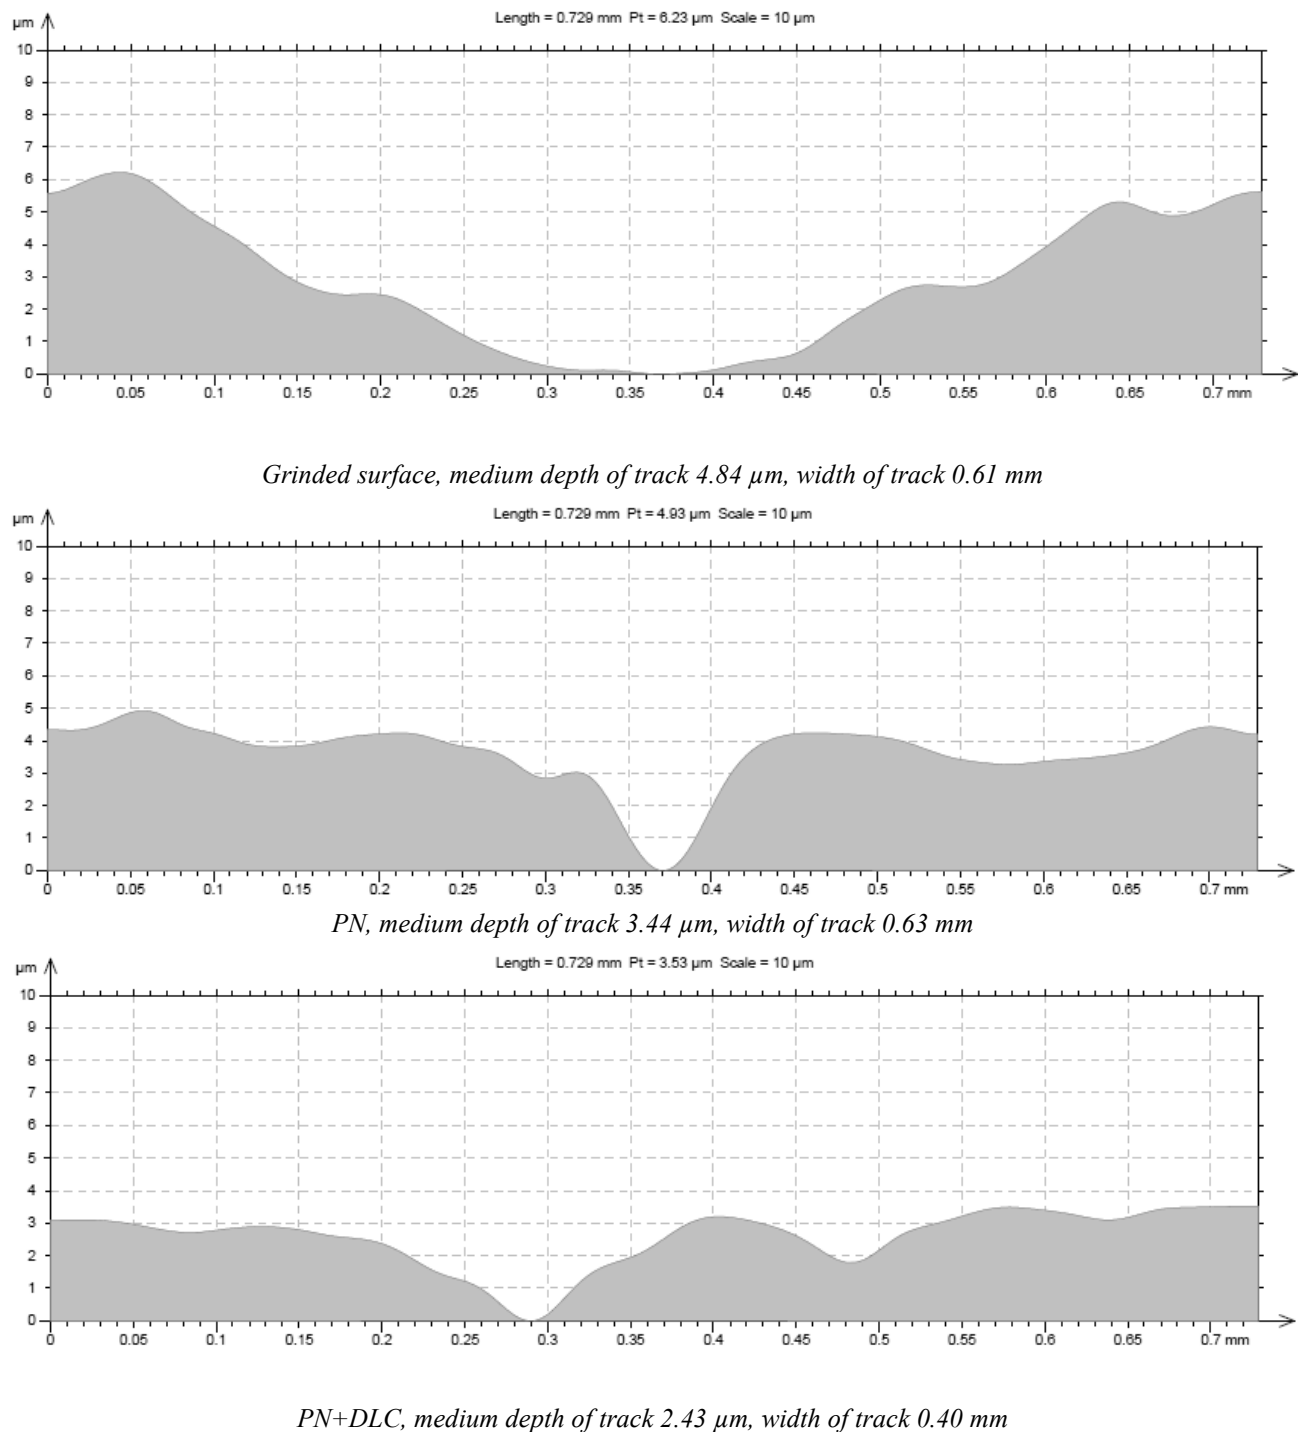 Length = 0.729 mm Pt = 6.23 µm Scale = 10 µm
µm
10
9
8
7
6
5
4
3
2
1
0
0 0.05 0.1 0.15 0.2 0.25 0.3 0.35 0.4 0.45 0.5 0.55 0.6 0.65 0.7 mm
Grinded surface, medium depth of track 4.84 µm, width of track 0.61 mm
Length = 0.729 mm Pt = 4.93 µm Scale = 10 µm
µm
10
9
8
7
6
5
4
3
2
1
0
0 0.05 0.1 0.15 0.2 0.25 0.3 0.35 0.4 0.45 0.5 0.55 0.6 0.65 0.7 mm
PN, medium depth of track 3.44 µm, width of track 0.63 mm
Length = 0.729 mm Pt = 3.53 µm Scale = 10 µm
µm
10
9
8
7
6
5
4
3
2
1
0
0 0.05 0.1 0.15 0.2 0.25 0.3 0.35 0.4 0.45 0.5 0.55 0.6 0.65 0.7 mm
PN+DLC, medium depth of track 2.43 µm, width of track 0.40 mm